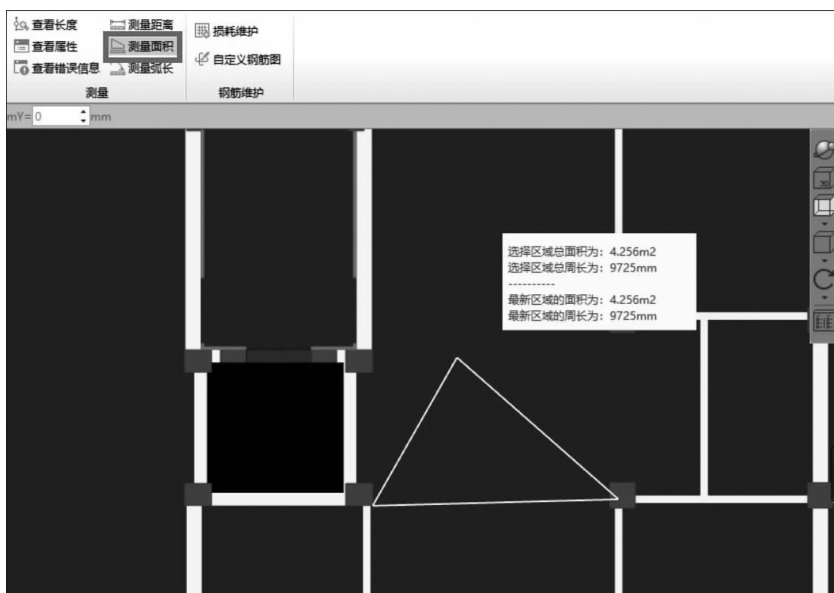 查看长度 测量距离
损耗维护
查看属性 测量面积
自定义钢筋图
查看错误信息 测量弧长
测量 钢筋维护
mY= 0 mm
选择区域总面积为：4.256m2
选择区域总周长为：9725mm
----------
最新区域的面积为：4.256m2
最新区域的周长为：9725mm